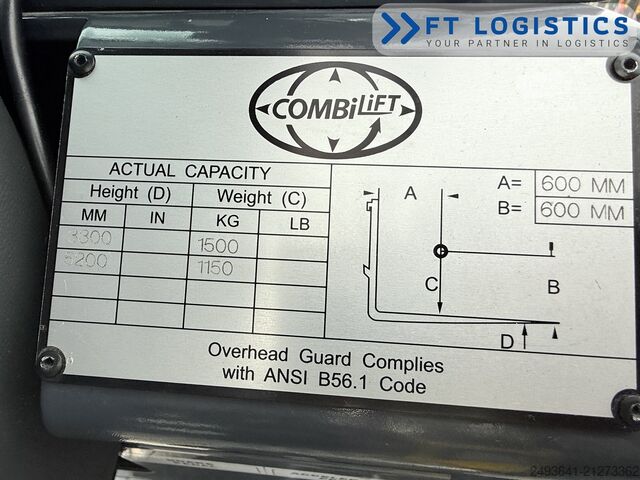 FT LOGISTICS
YOUR PARTNER IN LOGISTICS
COMBiLiFT
ACTUAL CAPACITY
Height (D) Weight (C)
MM IN KG LB
1500
1150
A= 600 MM
B= 600 MM
A
C
B
D
Overhead Guard Complies
with ANSI B56.1 Code
2493641-21273362